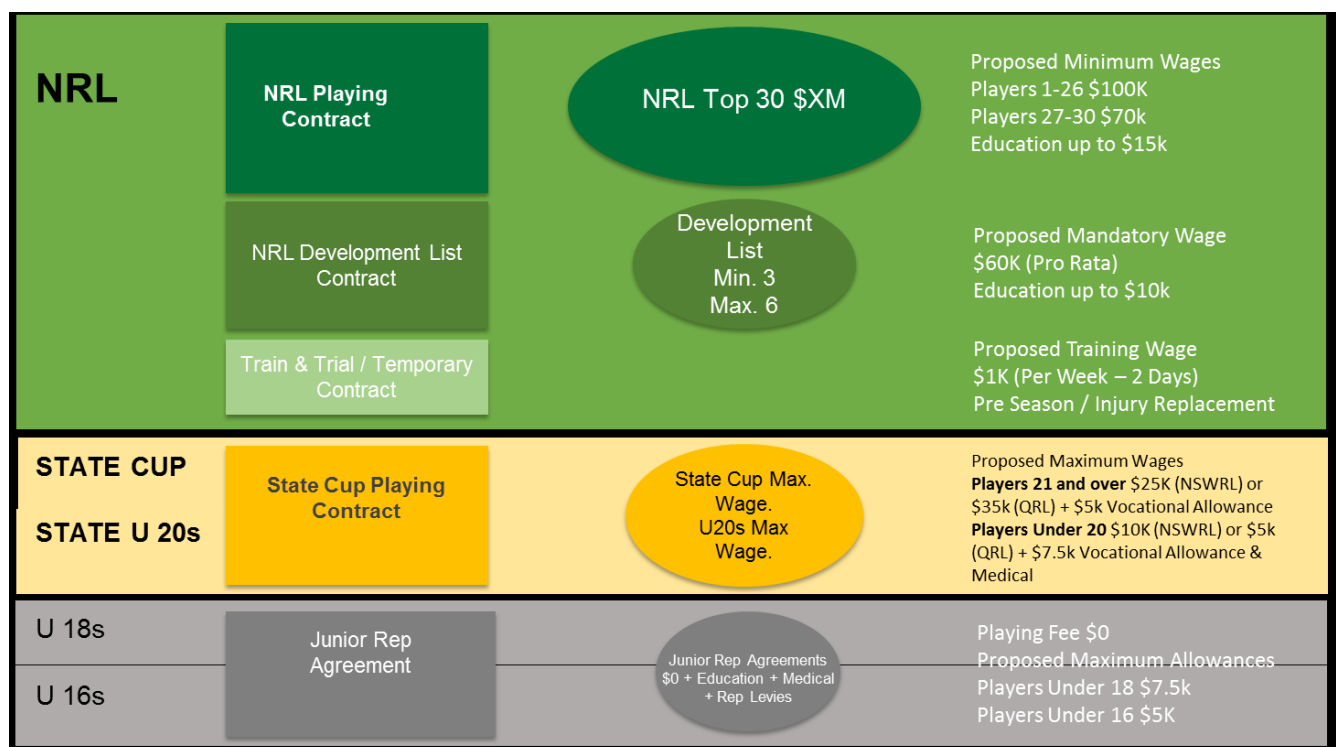 NRL
NRL Playing
Contract
NRL Top 30 $XM
Proposed Minimum Wages
Players 1-26 $100K
Players 27-30 $70k
Education up to $15k
NRL Development List
Contract
Development
List
Min. 3
Max. 6
Proposed Mandatory Wage
$60K (Pro Rata)
Education up to $10k
Train & Trial / Temporary
Contract
Proposed Training Wage
$1K (Per Week – 2 Days)
Pre Season / Injury Replacement
STATE CUP
STATE U 20s
State Cup Playing
Contract
State Cup Max.
Wage.
U20s Max
Wage.
Proposed Maximum Wages
Players 21 and over $25K (NSWRL) or
$35k (QRL) + $5k Vocational Allowance
Players Under 20 $10K (NSWRL) or $5k
(QRL) + $7.5k Vocational Allowance &
Medical
U 18s
U 16s
Junior Rep
Agreement
Junior Rep Agreements
$0 + Education + Medical
+ Rep Levies
Playing Fee $0
Proposed Maximum Allowances
Players Under 18 $7.5k
Players Under 16 $5K